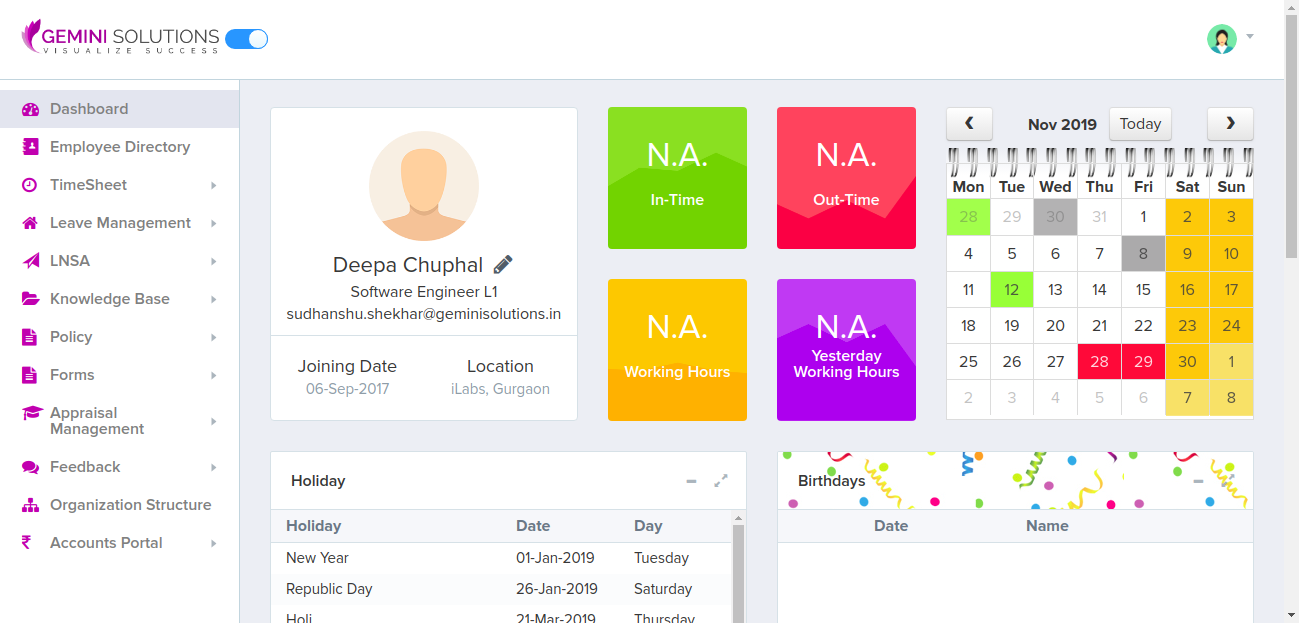 GEMINI SOLUTIONS
VISUALIZE SUCCESS
Dashboard
Employee Directory
TimeSheet
Leave Management
LNSA
Knowledge Base
Policy
Forms
Appraisal
Management
Feedback
Organization Structure
Accounts Portal
Deepa Chuphal
Software Engineer L1
sudhanshu.shekhar@geminisolutions.in
Joining Date Location
06-Sep-2017 iLabs, Gurgaon
N.A.
In-Time
N.A.
Out-Time
N.A.
Working Hours
N.A.
Yesterday
Working Hours
Nov 2019 Today
Mon Tue Wed Thu Fri Sat Sun
28 29 30 31 1 2 3
4 5 6 7 8 9 10
11 12 13 14 15 16 17
18 19 20 21 22 23 24
25 26 27 28 29 30 1
2 3 4 5 6 7 8
Holiday
Holiday Date Day
New Year 01-Jan-2019 Tuesday
Republic Day 26-Jan-2019 Saturday
Holi 21-Mar-2019 Thursday
Birthdays
Date Name